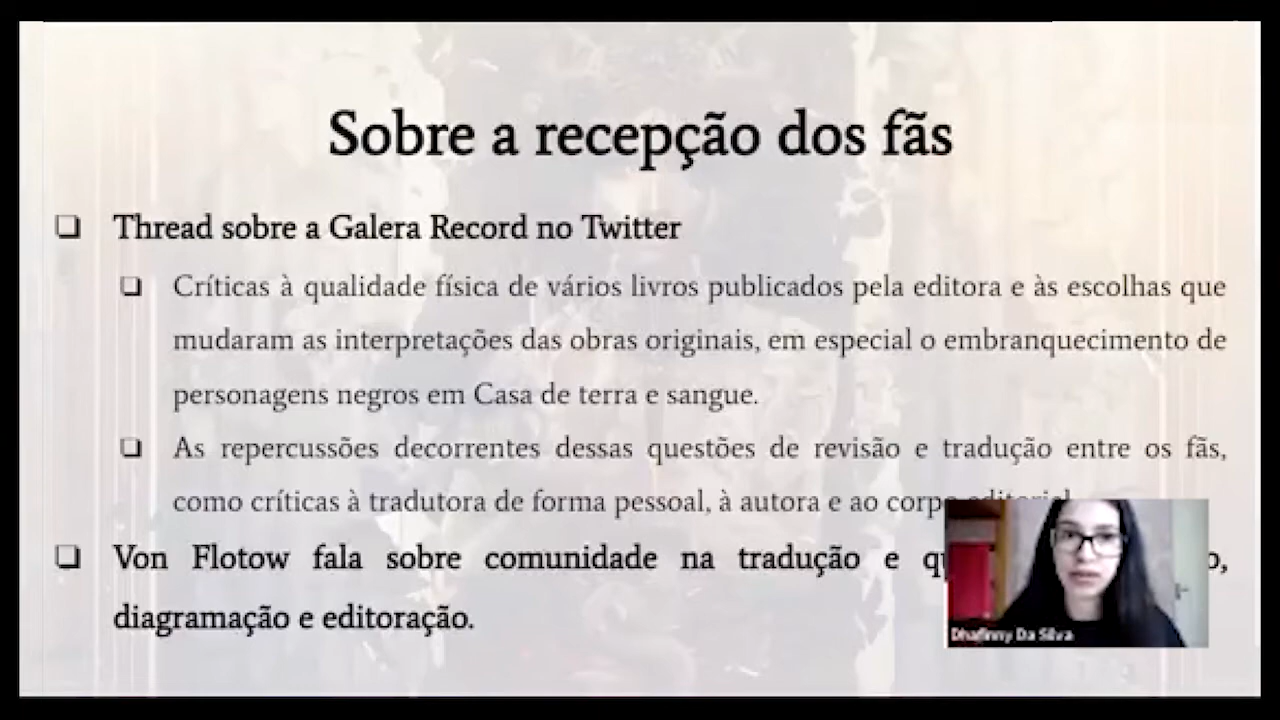 Sobre a recepção dos fãs
Thread sobre a Galera Record no Twitter
Críticas à qualidade física de vários livros publicados pela editora e às escolhas que
mudaram as interpretações das obras originais, em especial o embranquecimento de
personagens negros em Casa de terra e sangue.
As repercussões decorrentes dessas questões de revisão e tradução entre os fãs,
como críticas à tradutora de forma pessoal, à autora e ao corpo editorial.
Von Flotow fala sobre comunidade na tradução e
diagramação e editoração.
Dhafinny Da Silva